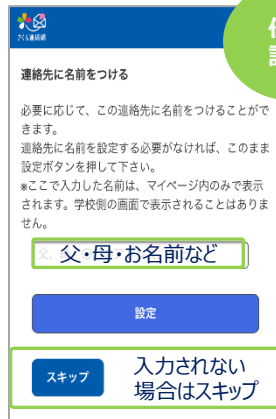 さくら連絡網
連絡先に名前をつける
必要に応じて、この連絡先に名前をつけることがで
きます。
連絡先に名前を設定する必要がなければ、このまま
設定ボタンを押して下さい。
※ここで入力した名前は、マイページ内のみで表示
されます。学校側の画面で表示されることはありま
せん。
父・母・お名前など
設定
スキップ
入力されない
場合はスキップ